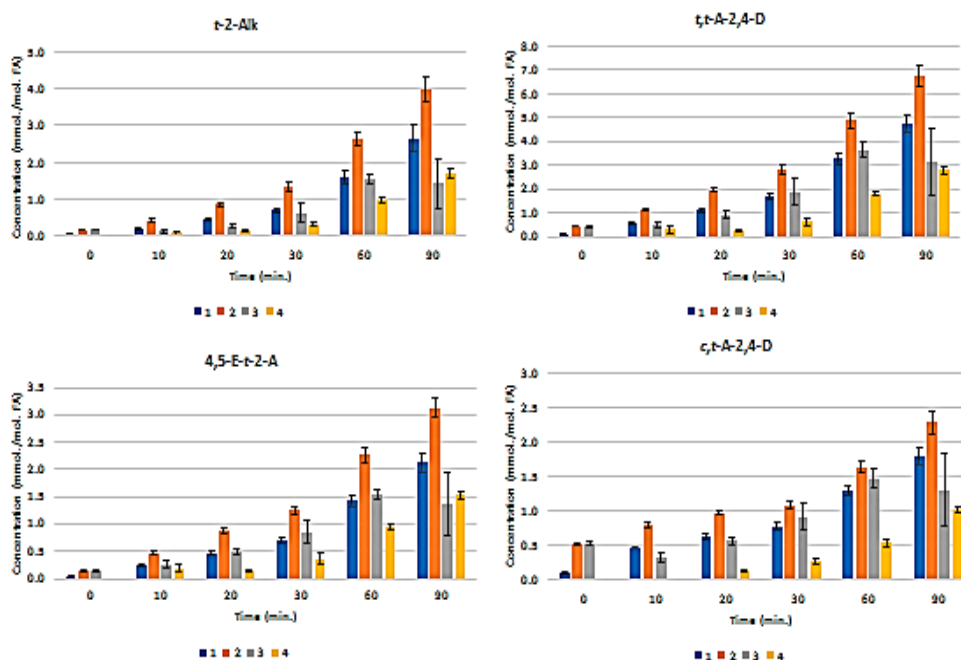 t-2-Alk
Concentration (mmol./mol. FA)
5.0
4.0
3.0
2.0
1.0
0.0
0 10 20 30 60 90
Time (min.)
1 2 3 4
t,t-A-2,4-D
Concentration (mmol./mol. FA)
8.0
7.0
6.0
5.0
4.0
3.0
2.0
1.0
0.0
0 10 20 30 60 90
Time (min.)
1 2 3 4
4,5-E-t-2-A
Concentration (mmol./mol. FA)
3.5
3.0
2.5
2.0
1.5
1.0
0.5
0.0
0 10 20 30 60 90
Time (min.)
1 2 3 4
c,t-A-2,4-D
Concentration (mmol./mol. FA)
3.0
2.5
2.0
1.5
1.0
0.5
0.0
0 10 20 30 60 90
Time (min.)
1 2 3 4